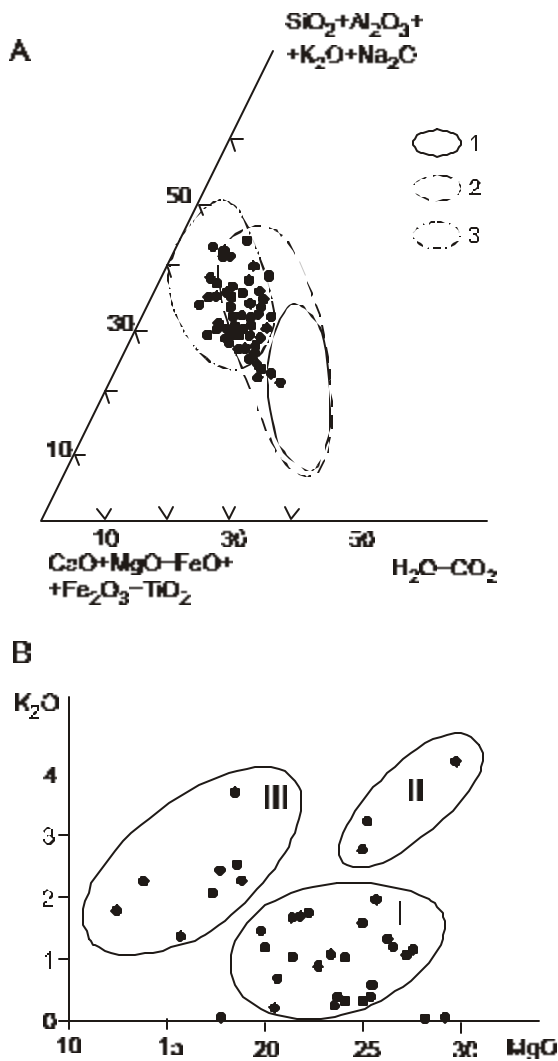 A
SiO₂+Al₂O₃+
+K₂O+Na₂O
1
2
3
50
30
10
10 30 50
CaO+MgO–FeO+
+Fe₂O₃–TiO₂
H₂O–CO₂
B
K₂O
4
3
2
1
0
III
II
I
10 15 20 25 30 MgO